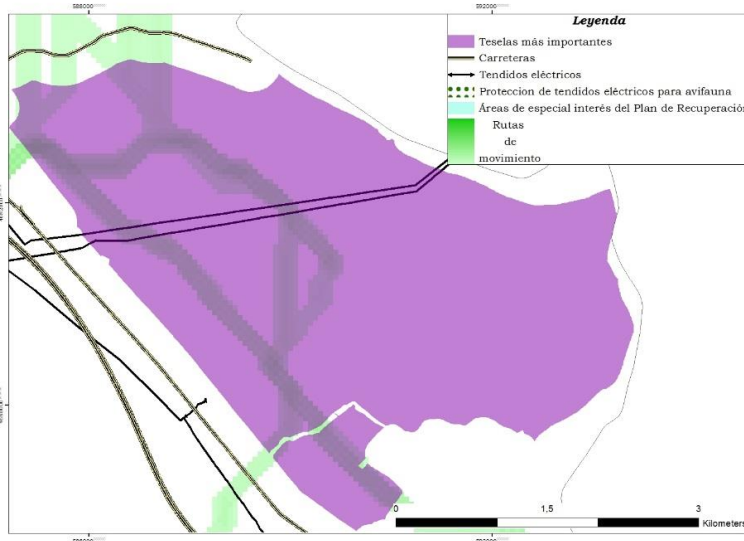 588000
592000
Leyenda
Teselas más importantes
Carreteras
Tendidos eléctricos
Proteccion de tendidos eléctricos para avifauna
Áreas de especial interés del Plan de Recuperación
Rutas
de
movimiento
0
1,5
3
Kilometers